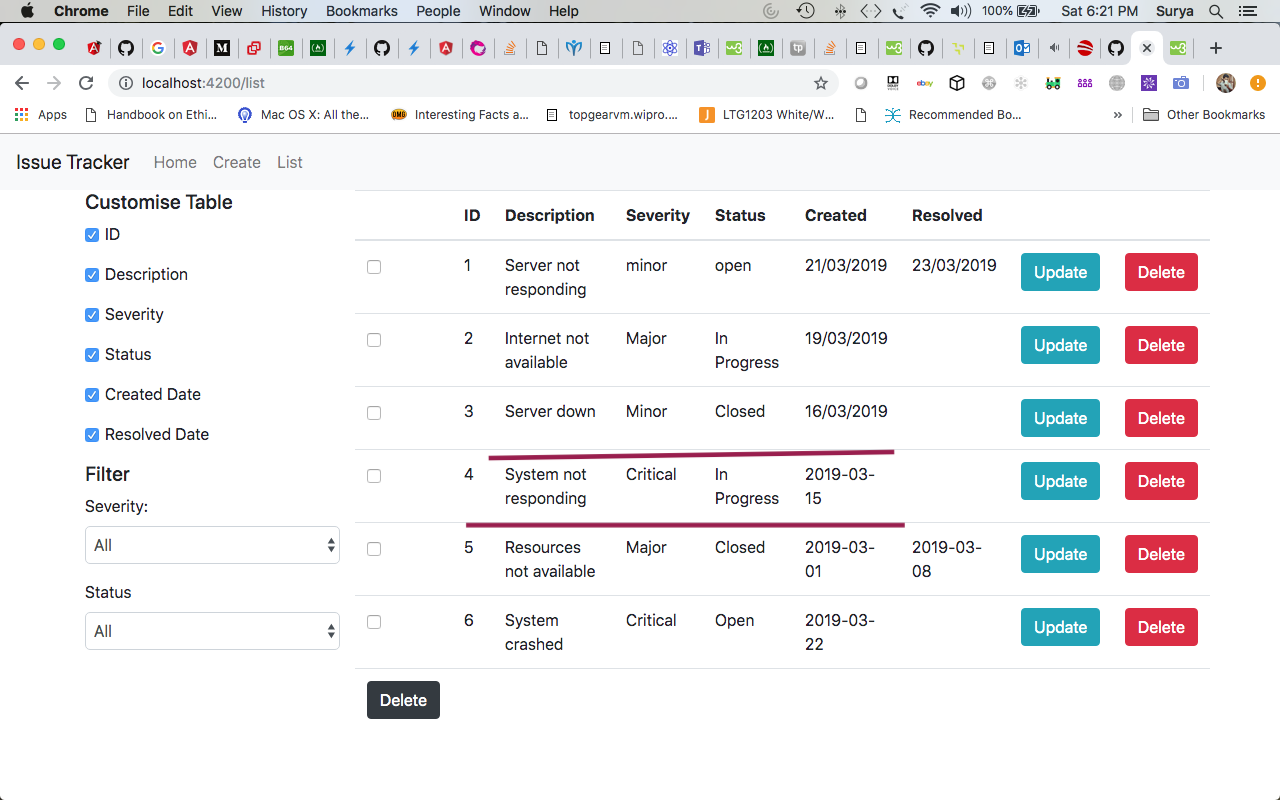 Chrome File Edit View History Bookmarks People Window Help 100% Sat 6:21 PM Surya
localhost:4200/list
Apps Handbook on Ethi... Mac OS X: All the... Interesting Facts a... topgearvm.wipro.... LTG1203 White/W... Recommended Bo... » Other Bookmarks
Issue Tracker Home Create List
Customise Table
ID
Description
Severity
Status
Created Date
Resolved Date
Filter
Severity:
All
Status
All
ID Description Severity Status Created Resolved
1 Server not minor open 21/03/2019 23/03/2019 Update Delete
responding
2 Internet not Major In 19/03/2019 Update Delete
available Progress
3 Server down Minor Closed 16/03/2019 Update Delete
4 System not Critical In 2019-03- Update Delete
responding Progress 15
5 Resources Major Closed 2019-03- 2019-03- Update Delete
not available 01 08
6 System Critical Open 2019-03- Update Delete
crashed 22
Delete